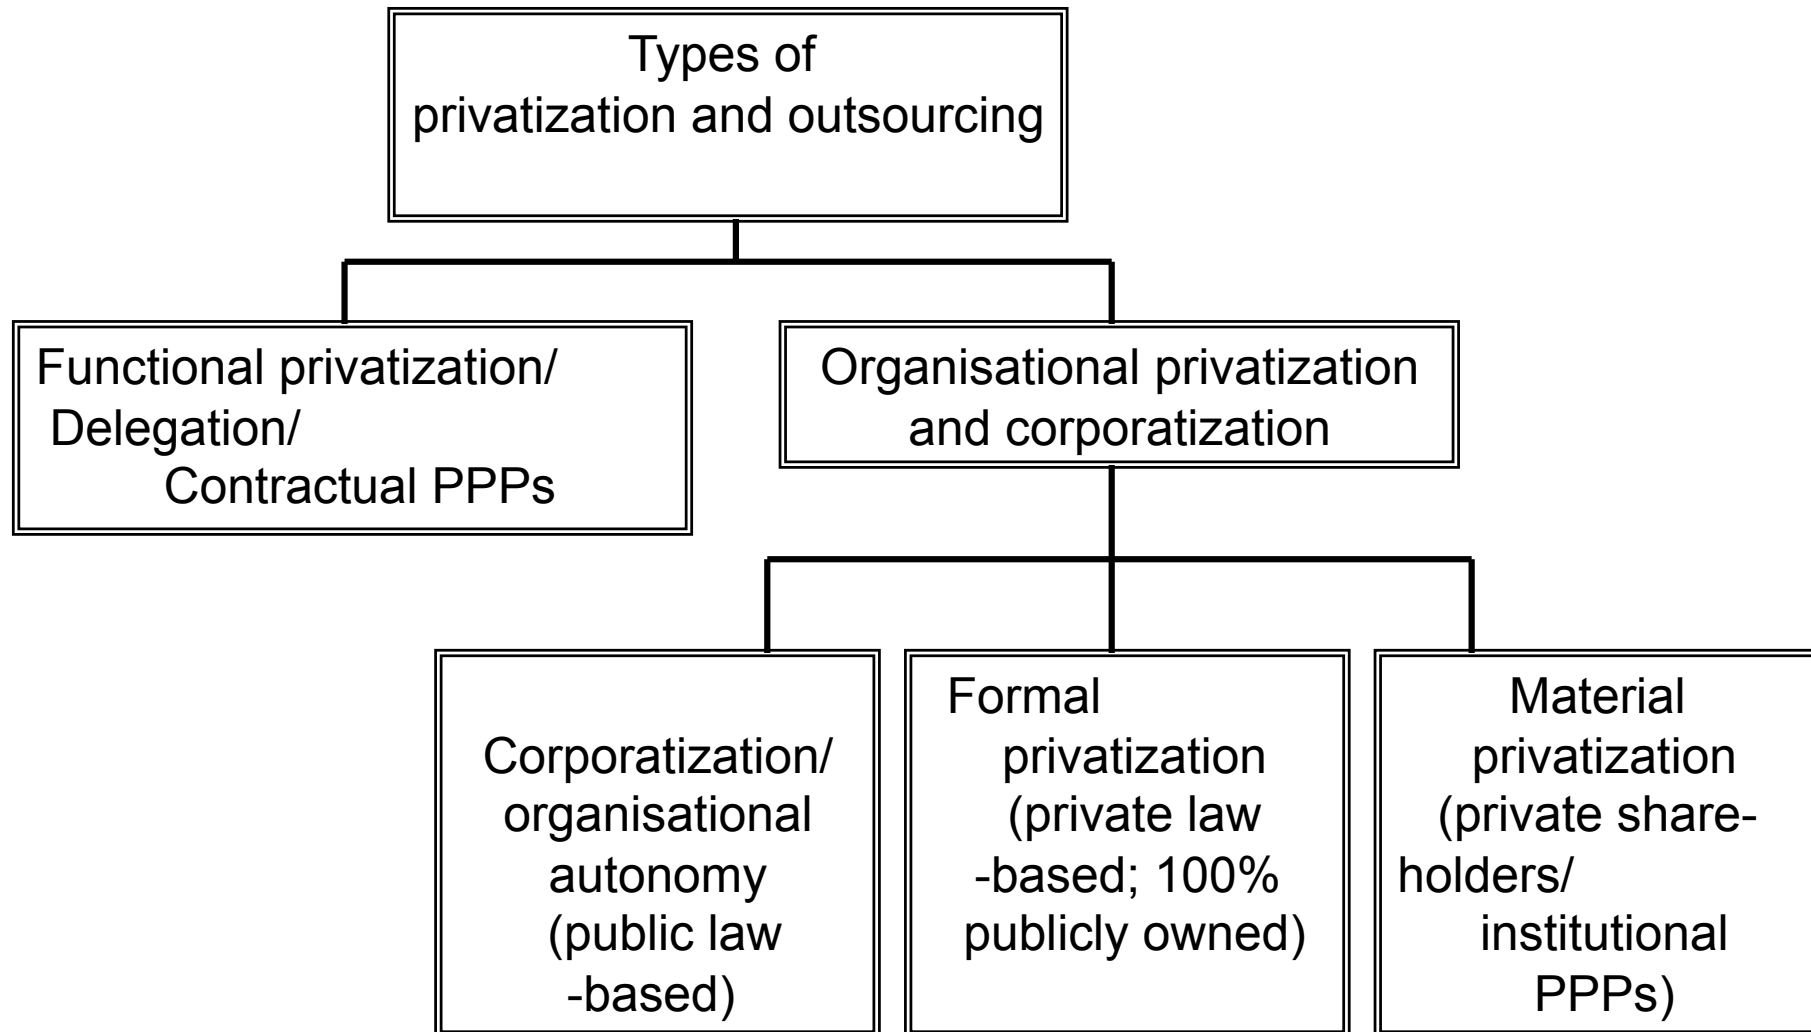 Types of
privatization and outsourcing
Functional privatization/
Delegation/
Contractual PPPs
Organisational privatization
and corporatization
Corporatization/
organisational
autonomy
(public law
-based)
Formal
privatization
(private law
-based; 100%
publicly owned)
Material
privatization
(private share-
holders/
institutional
PPPs)